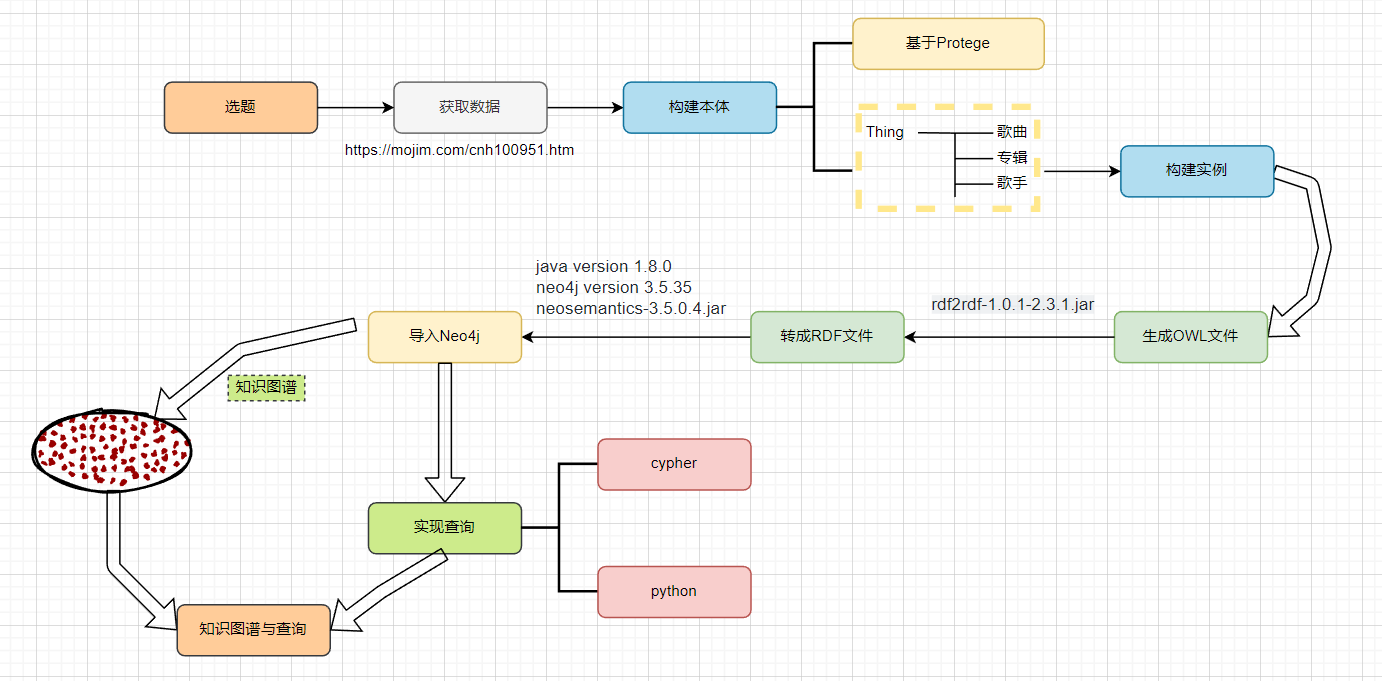 基于Protege
选题
获取数据
构建本体
https://mojim.com/cnh100951.htm
Thing
歌曲
专辑
歌手
构建实例
java version 1.8.0
neo4j version 3.5.35
neosemantics-3.5.0.4.jar
rdf2rdf-1.0.1-2.3.1.jar
导入Neo4j
转成RDF文件
生成OWL文件
知识图谱
cypher
实现查询
python
知识图谱与查询